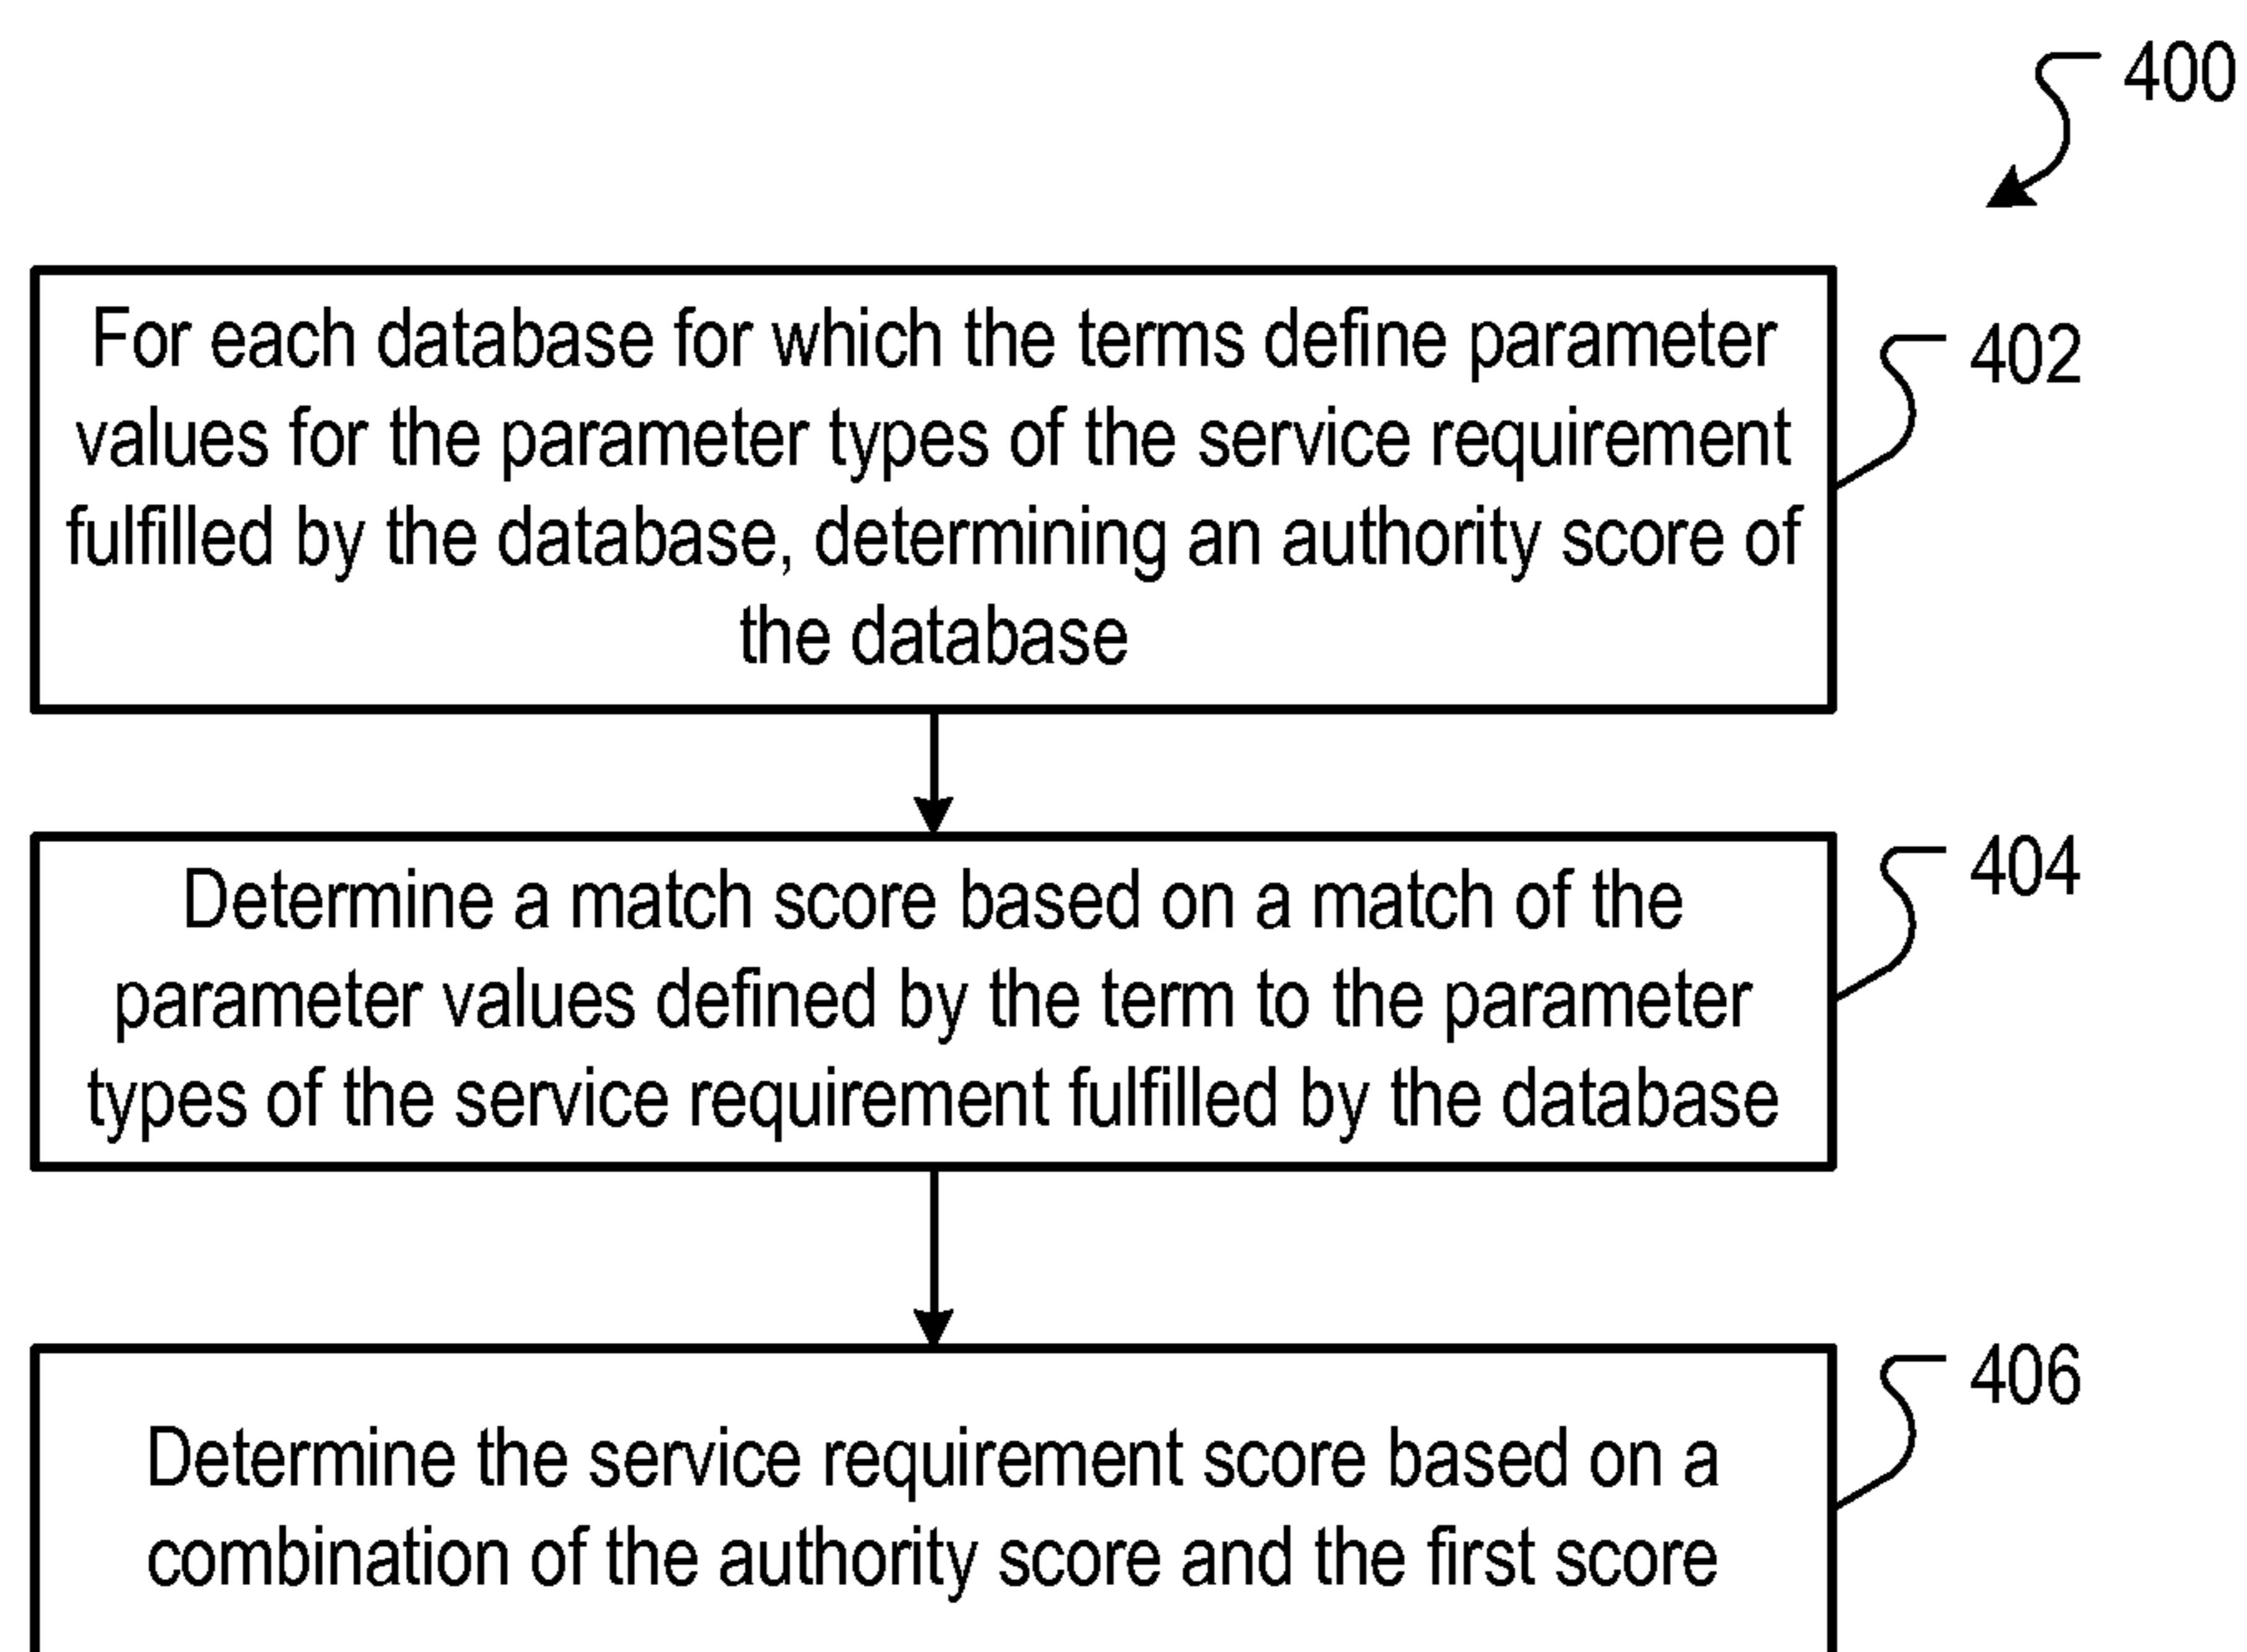 400
For each database for which the terms define parameter
values for the parameter types of the service requirement
fulfilled by the database, determining an authority score of
the database
402
Determine a match score based on a match of the
parameter values defined by the term to the parameter
types of the service requirement fulfilled by the database
404
Determine the service requirement score based on a
combination of the authority score and the first score
406